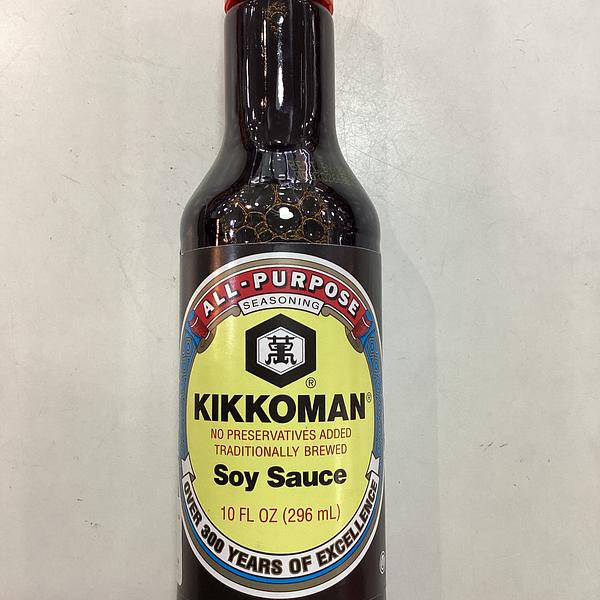 ALL-PURPOSE
SEASONING
萬
®
KIKKOMAN®
NO PRESERVATIVES ADDED
TRADITIONALLY BREWED
Soy Sauce
10 FL OZ (296 mL)
OVER 300 YEARS OF EXCELLENCE